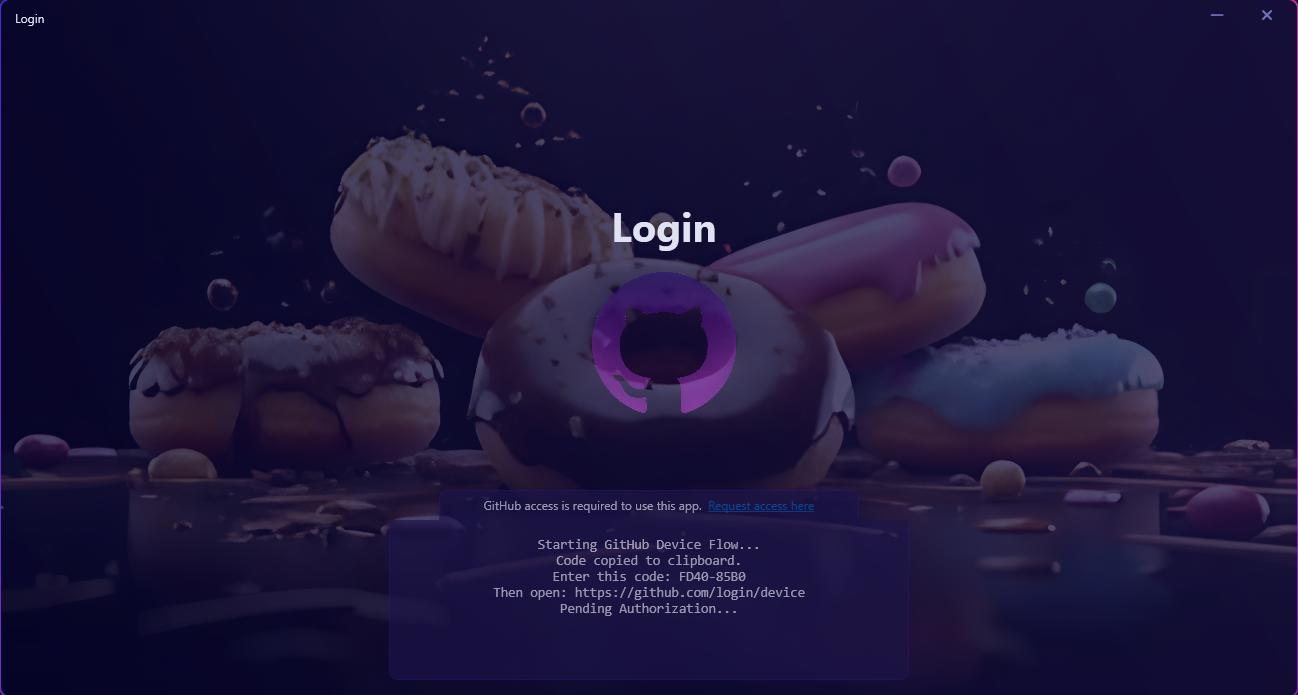 Login
Login
GitHub access is required to use this app. Request access here
Starting GitHub Device Flow...
Code copied to clipboard.
Enter this code: FD40-85B0
Then open: https://github.com/login/device
Pending Authorization...